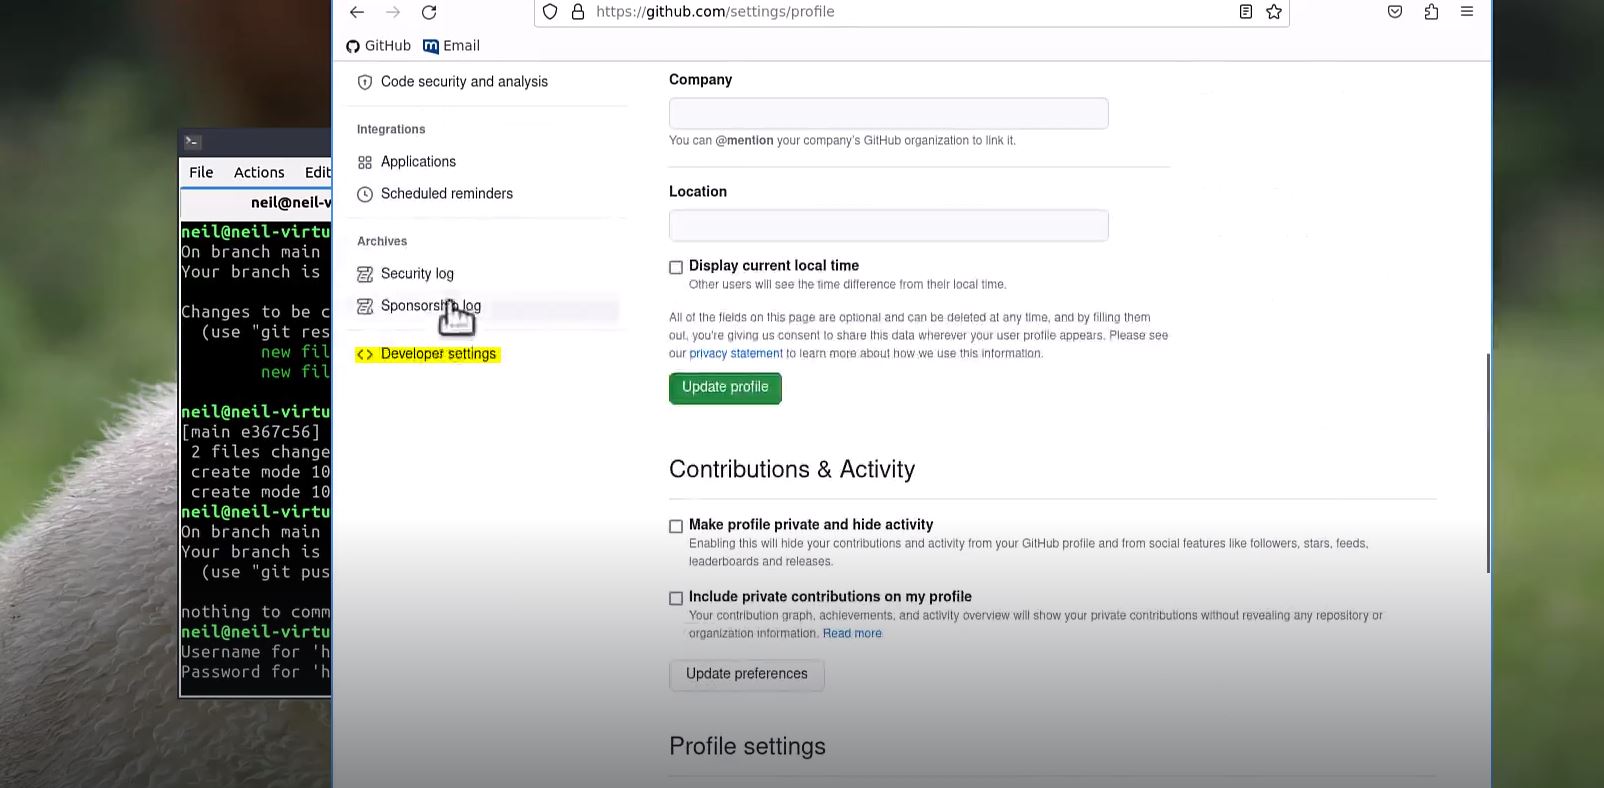 https://github.com/settings/profile
GitHub Email
Code security and analysis
Integrations
Applications
Scheduled reminders
Archives
Security log
Sponsorship log
Developer settings
Company
You can @mention your company's GitHub organization to link it.
Location
Display current local time
Other users will see the time difference from their local time.
All of the fields on this page are optional and can be deleted at any time, and by filling them
out, you're giving us consent to share this data wherever your user profile appears. Please see
our privacy statement to learn more about how we use this information.
Update profile
Contributions & Activity
Make profile private and hide activity
Enabling this will hide your contributions and activity from your GitHub profile and from social features like followers, stars, feeds,
leaderboards and releases.
Include private contributions on my profile
Your contribution graph, achievements, and activity overview will show your private contributions without revealing any repository or
organization information. Read more
Update preferences
Profile settings
File Actions Edit
neil@neil-v
neil@neil-virtu
On branch main
Your branch is
Changes to be c
(use "git res
new fil
new fil
neil@neil-virtu
[main e367c56]
2 files change
create mode 10
create mode 10
neil@neil-virtu
On branch main
Your branch is
(use "git pus
nothing to comm
neil@neil-virtu
Username for 'h
Password for 'h